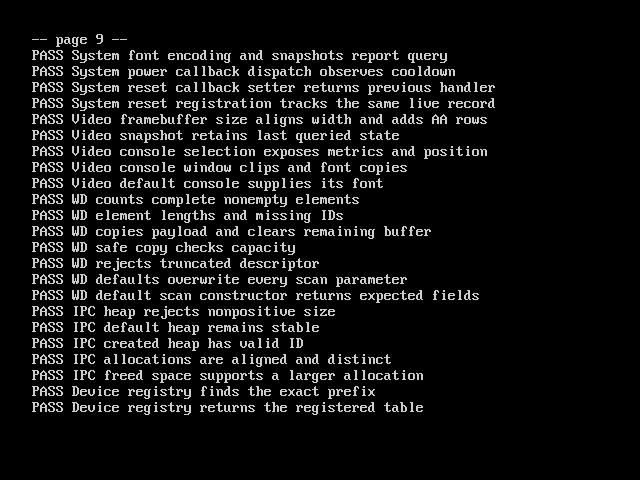 -- page 9 --
PASS System font encoding and snapshots report query
PASS System power callback dispatch observes cooldown
PASS System reset callback setter returns previous handler
PASS System reset registration tracks the same live record
PASS Video framebuffer size aligns width and adds AA rows
PASS Video snapshot retains last queried state
PASS Video console selection exposes metrics and position
PASS Video console window clips and font copies
PASS Video default console supplies its font
PASS WD counts complete nonempty elements
PASS WD element lengths and missing IDs
PASS WD copies payload and clears remaining buffer
PASS WD safe copy checks capacity
PASS WD rejects truncated descriptor
PASS WD defaults overwrite every scan parameter
PASS WD default scan constructor returns expected fields
PASS IPC heap rejects nonpositive size
PASS IPC default heap remains stable
PASS IPC created heap has valid ID
PASS IPC allocations are aligned and distinct
PASS IPC freed space supports a larger allocation
PASS Device registry finds the exact prefix
PASS Device registry returns the registered table